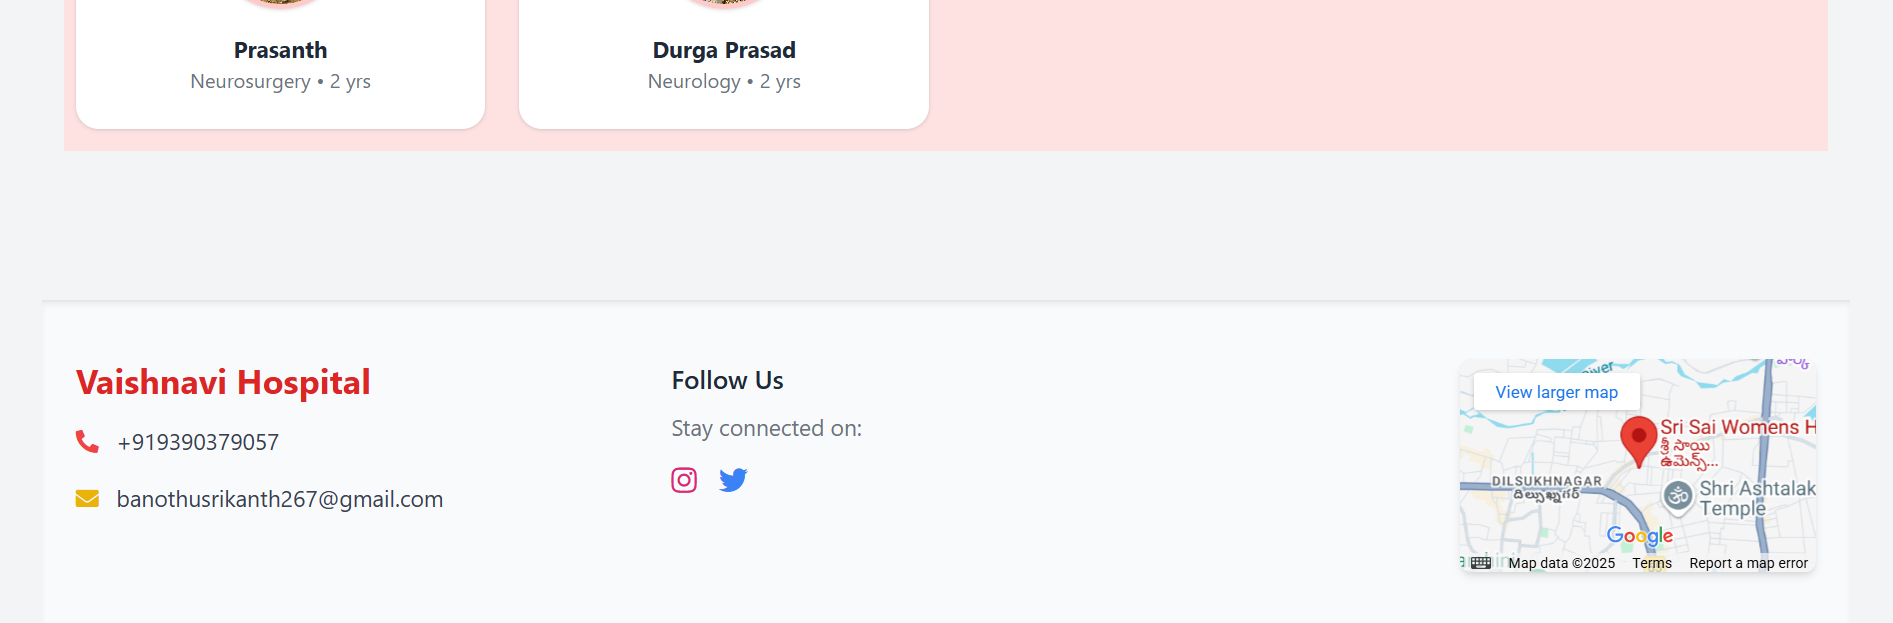 Prasanth
Neurosurgery • 2 yrs
Durga Prasad
Neurology • 2 yrs
Vaishnavi Hospital
+919390379057
banothusrikanth267@gmail.com
Follow Us
Stay connected on:
View larger map
Sri Sai Womens H
శ్రీ సాయి
ఉమెన్స్...
DILSUKHNAGAR
దిల్సుఖ్నగర్
Shri Ashtalak
Temple
Google
Map data ©2025 Terms Report a map error